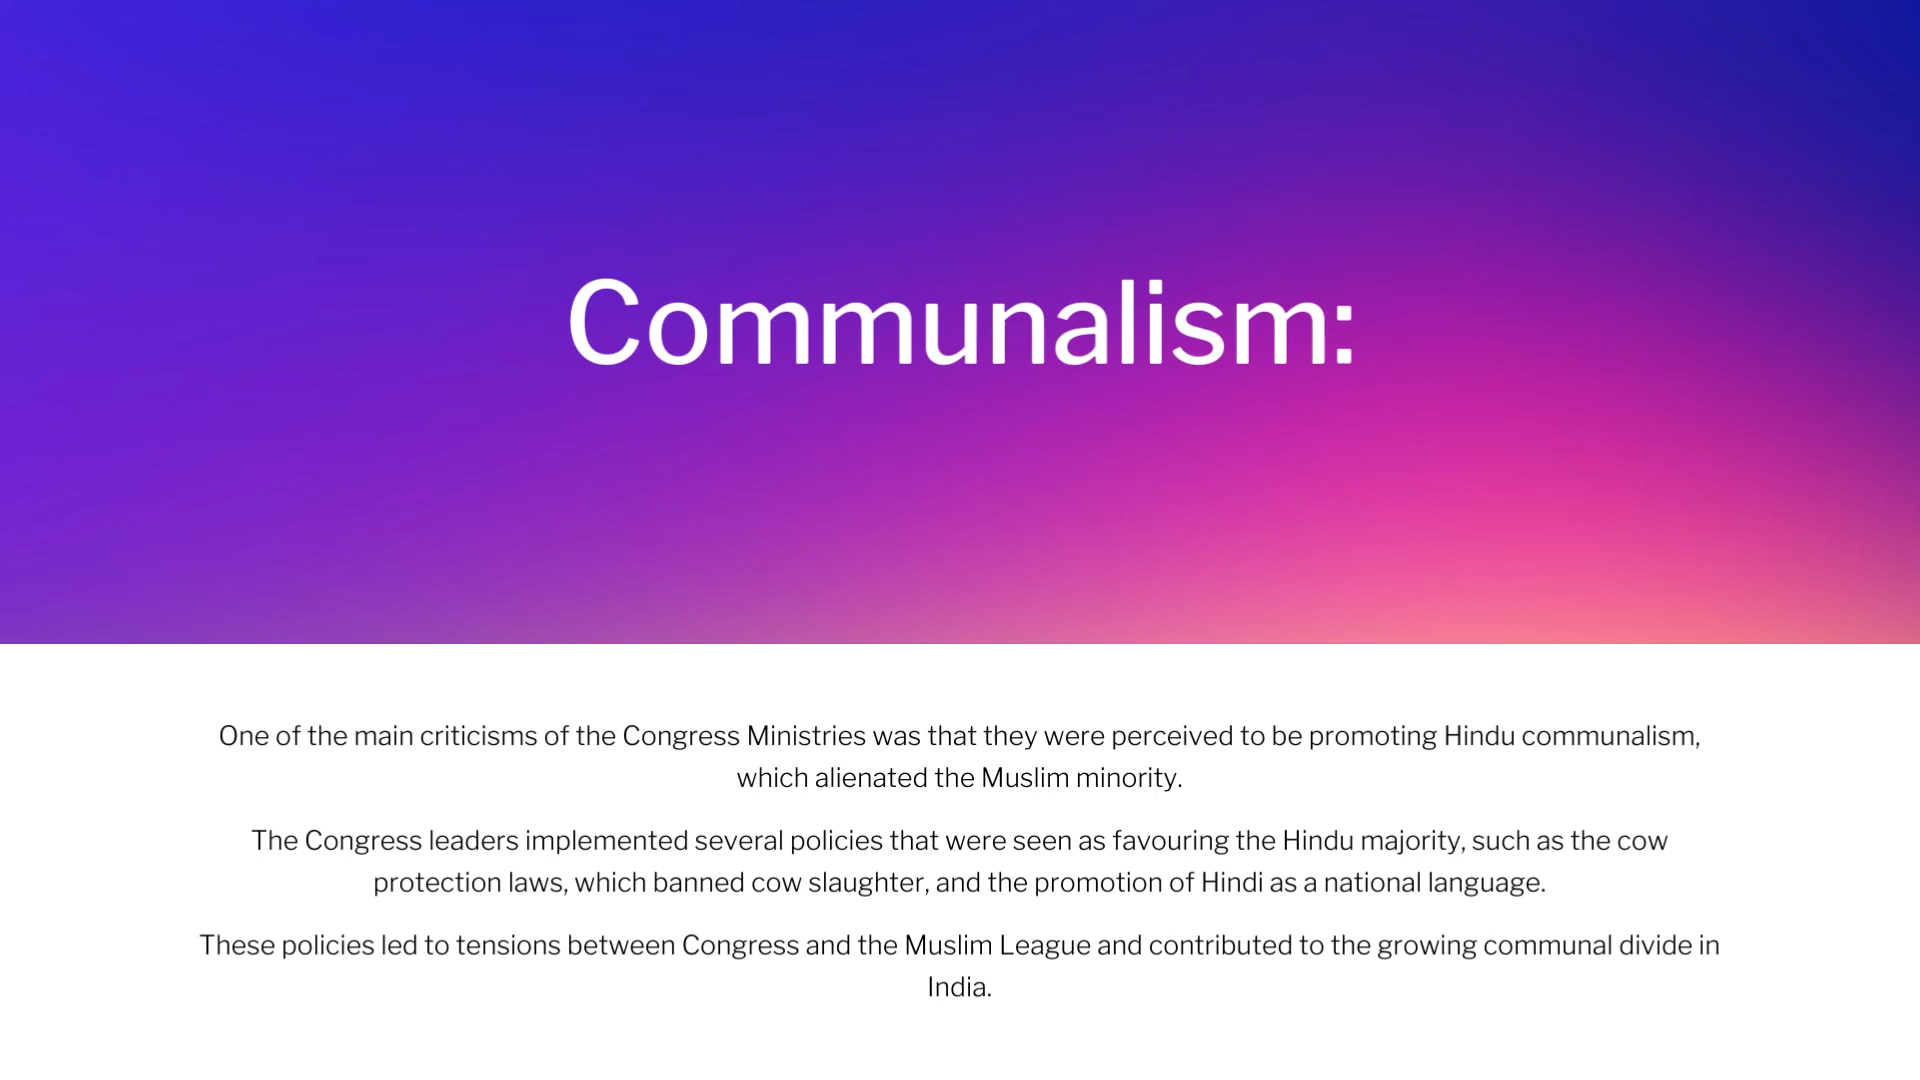 Communalism:
One of the main criticisms of the Congress Ministries was that they were perceived to be promoting Hindu communalism,
which alienated the Muslim minority.
The Congress leaders implemented several policies that were seen as favouring the Hindu majority, such as the cow
protection laws, which banned cow slaughter, and the promotion of Hindi as a national language.
These policies led to tensions between Congress and the Muslim League and contributed to the growing communal divide in
India.